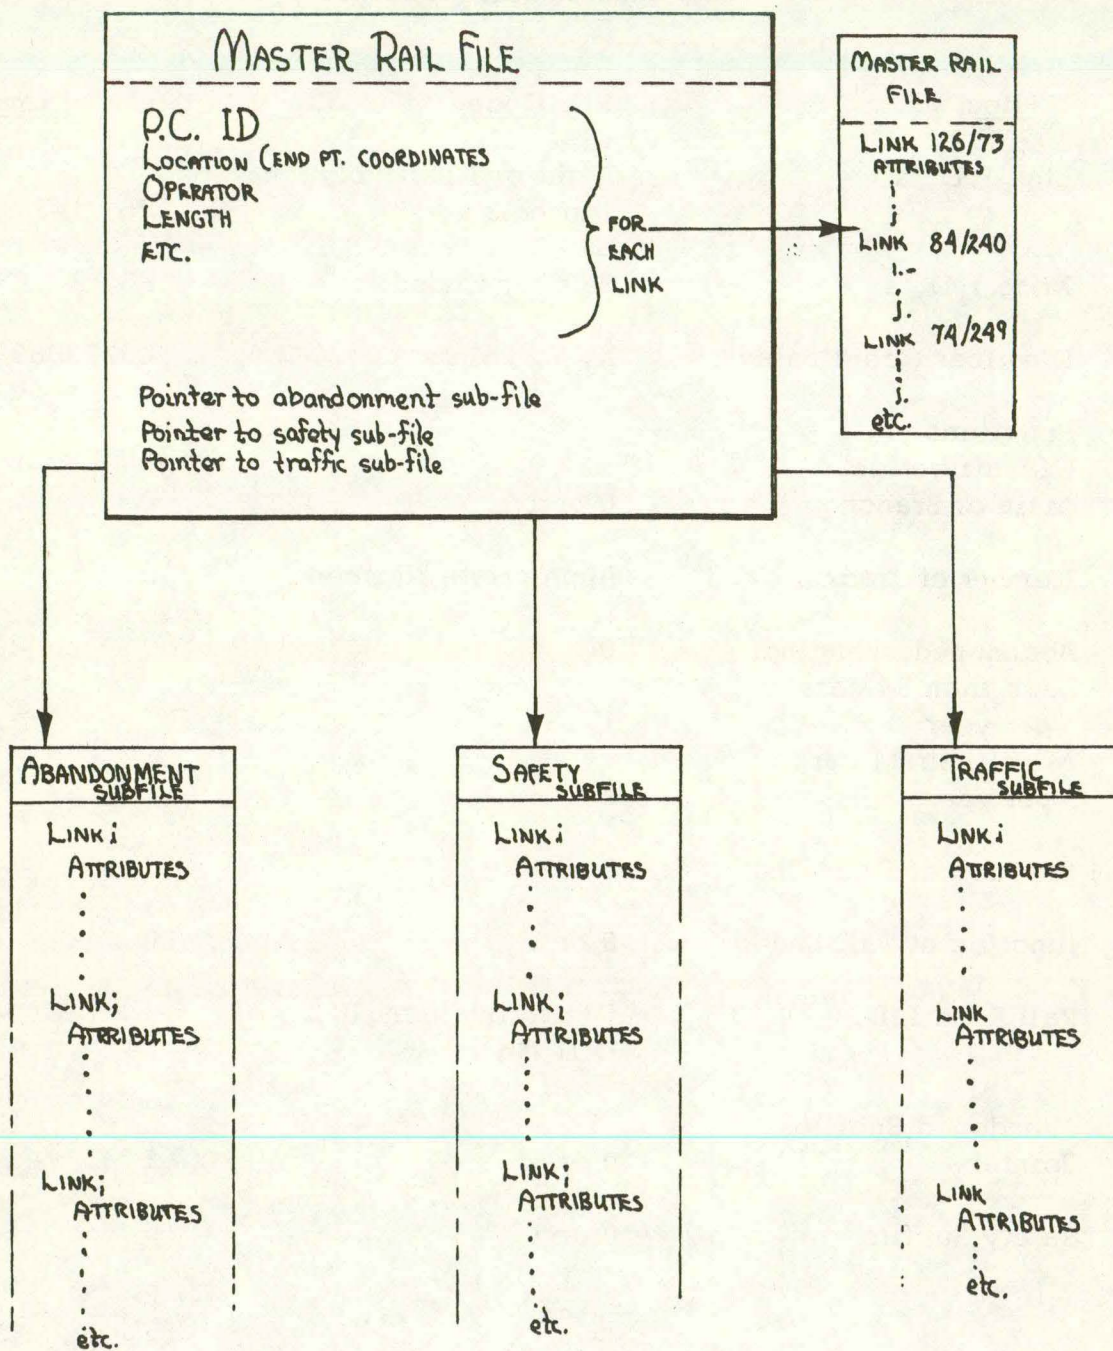 MASTER RAIL FILE
P.C. ID
LOCATION (END PT. COORDINATES
OPERATOR
LENGTH
ETC.
FOR
EACH
LINK
Pointer to abandonment sub-file
Pointer to safety sub-file
Pointer to traffic sub-file
MASTER RAIL
FILE
LINK 126/73
ATTRIBUTES
LINK 84/240
LINK 74/249
etc.
ABANDONMENT
SUBFILE
LINK i
ATTRIBUTES
LINK j
ATRRIBUTES
LINK j
ATTRIBUTES
etc.
SAFETY
SUBFILE
LINK i
ATTRIBUTES
LINK j
ATTRIBUTES
LINK j
ATTRIBUTES
etc.
TRAFFIC
SUBFILE
LINK i
ATTRIBUTES
LINK
ATTRIBUTES
LINK
ATTRIBUTES
etc.